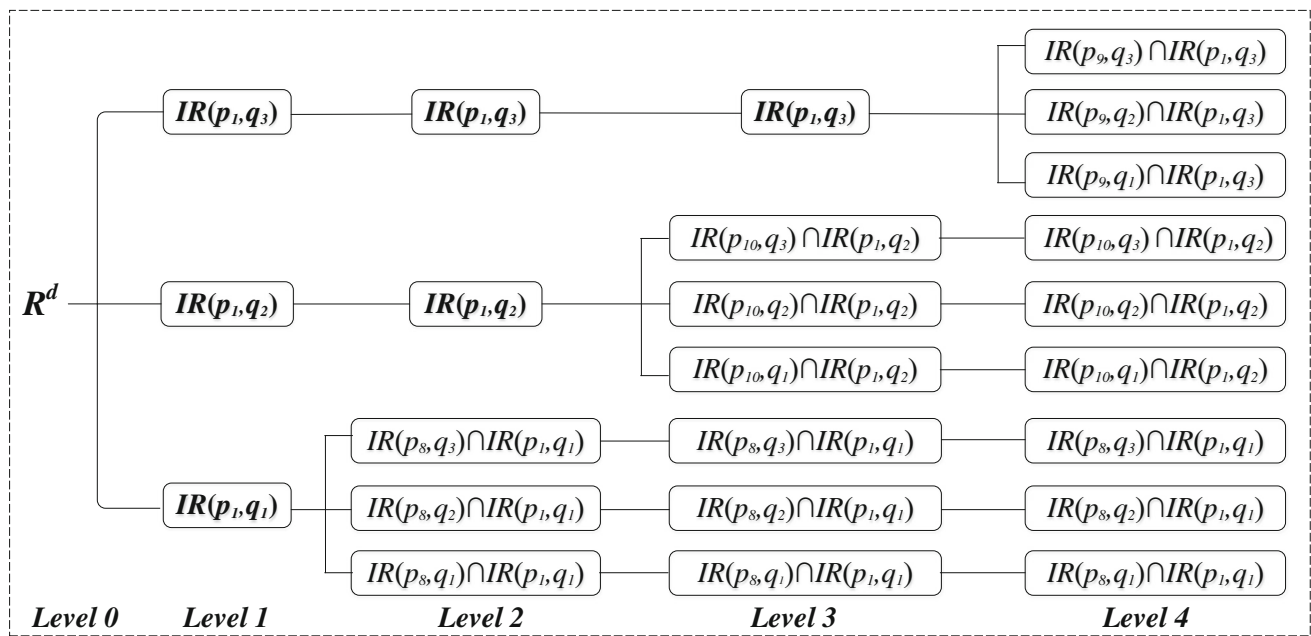 IR(p₉,q₃)∩IR(p₁,q₃)
IR(p₁,q₃) IR(p₁,q₃) IR(p₁,q₃) IR(p₉,q₂)∩IR(p₁,q₃)
IR(p₉,q₁)∩IR(p₁,q₃)
IR(p₁₀,q₃)∩IR(p₁,q₂) IR(p₁₀,q₃)∩IR(p₁,q₂)
Rᵈ IR(p₁,q₂) IR(p₁,q₂) IR(p₁₀,q₂)∩IR(p₁,q₂) IR(p₁₀,q₂)∩IR(p₁,q₂)
IR(p₁₀,q₁)∩IR(p₁,q₂) IR(p₁₀,q₁)∩IR(p₁,q₂)
IR(p₈,q₃)∩IR(p₁,q₁) IR(p₈,q₃)∩IR(p₁,q₁) IR(p₈,q₃)∩IR(p₁,q₁)
IR(p₁,q₁) IR(p₈,q₂)∩IR(p₁,q₁) IR(p₈,q₂)∩IR(p₁,q₁) IR(p₈,q₂)∩IR(p₁,q₁)
IR(p₈,q₁)∩IR(p₁,q₁) IR(p₈,q₁)∩IR(p₁,q₁) IR(p₈,q₁)∩IR(p₁,q₁)
Level 0 Level 1 Level 2 Level 3 Level 4